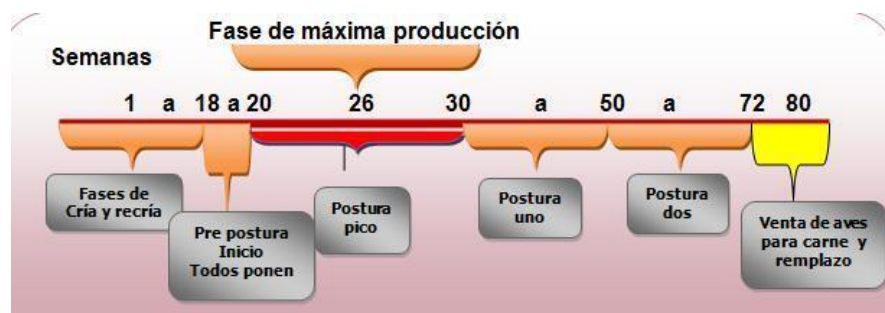 Fase de máxima producción
Semanas
1 a 18 a 20 26 30 a 50 a 72 80
Fases de
Cría y recría
Pre postura
Inicio
Todos ponen
Postura
pico
Postura
uno
Postura
dos
Venta de aves
para carne y
remplazo